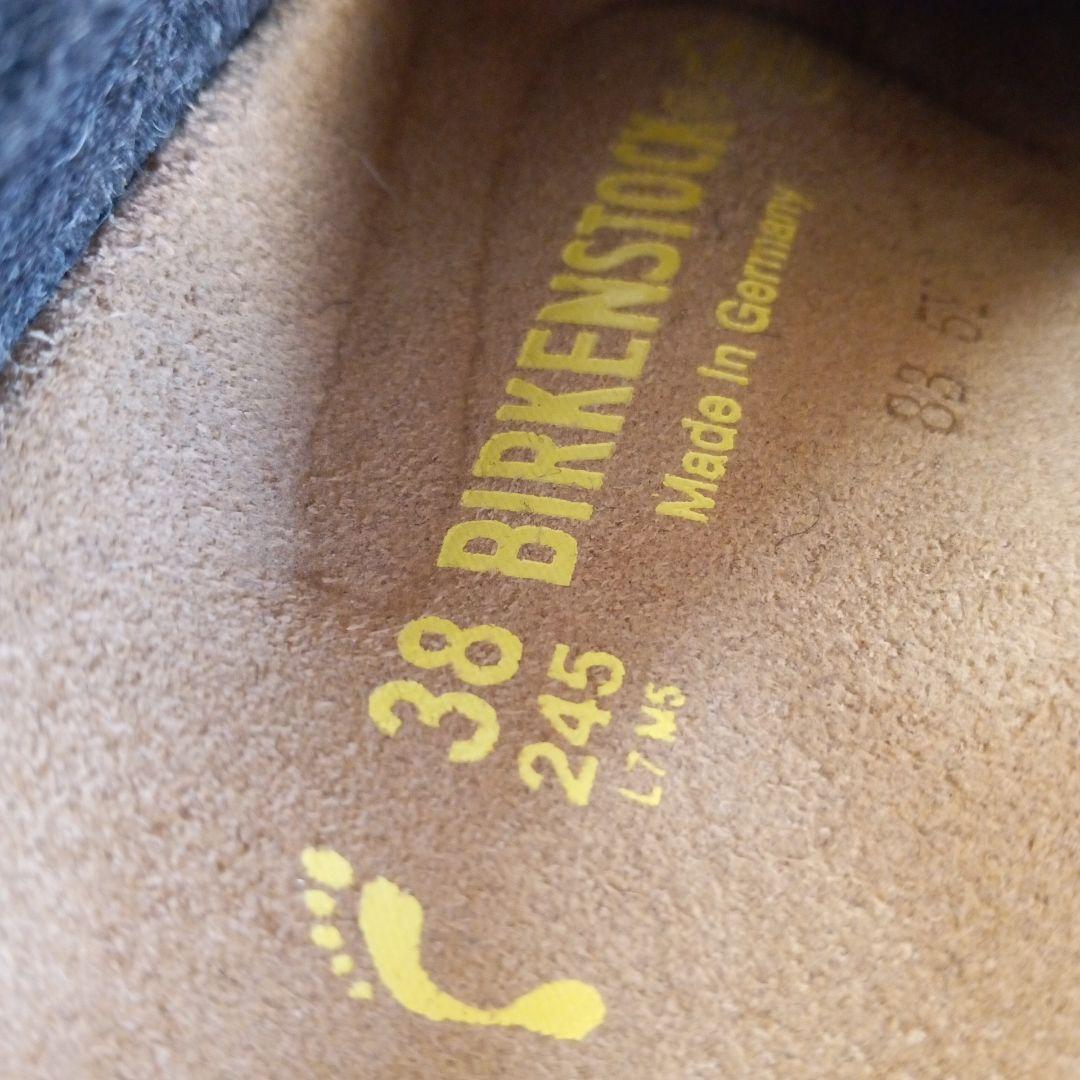 BIRKENSTOCK
Made in Germany
38
245
L7 M5